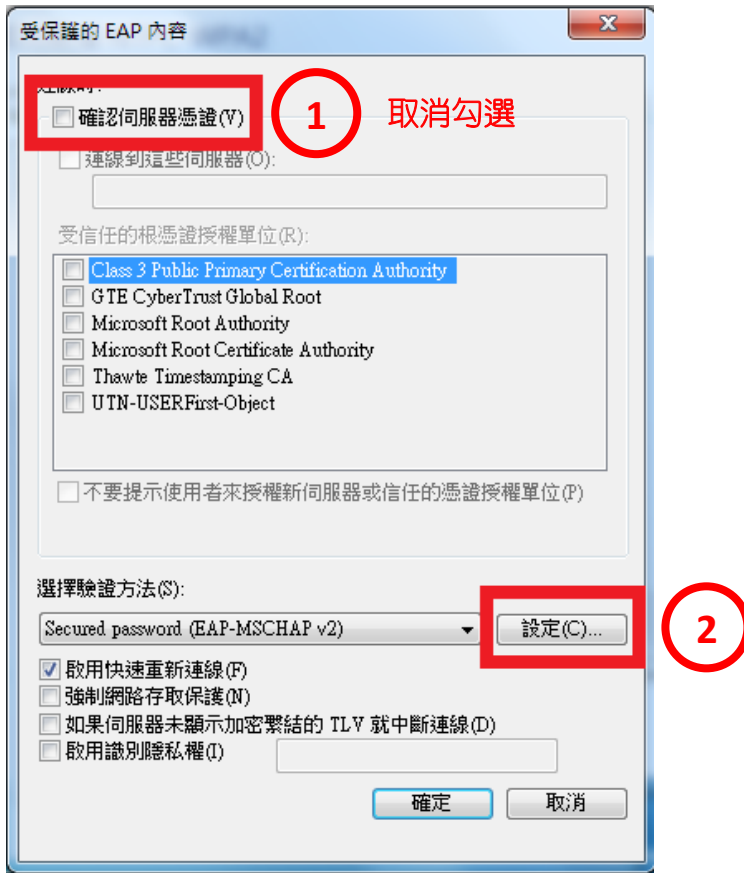 受保護的 EAP 內容
確認伺服器憑證(V)
1
取消勾選
連線到這些伺服器(O):
受信任的根憑證授權單位(R):
Class 3 Public Primary Certification Authority
GTE CyberTrust Global Root
Microsoft Root Authority
Microsoft Root Certificate Authority
Thawte Timestamping CA
UTN-USERFirst-Object
不要提示使用者來授權新伺服器或信任的憑證授權單位(P)
選擇驗證方法(S):
Secured password (EAP-MSCHAP v2)
設定(C)...
2
啟用快速重新連線(F)
強制網路存取保護(N)
如果伺服器未顯示加密繫結的 TLV 就中斷連線(D)
啟用識別隱私權(I)
確定
取消